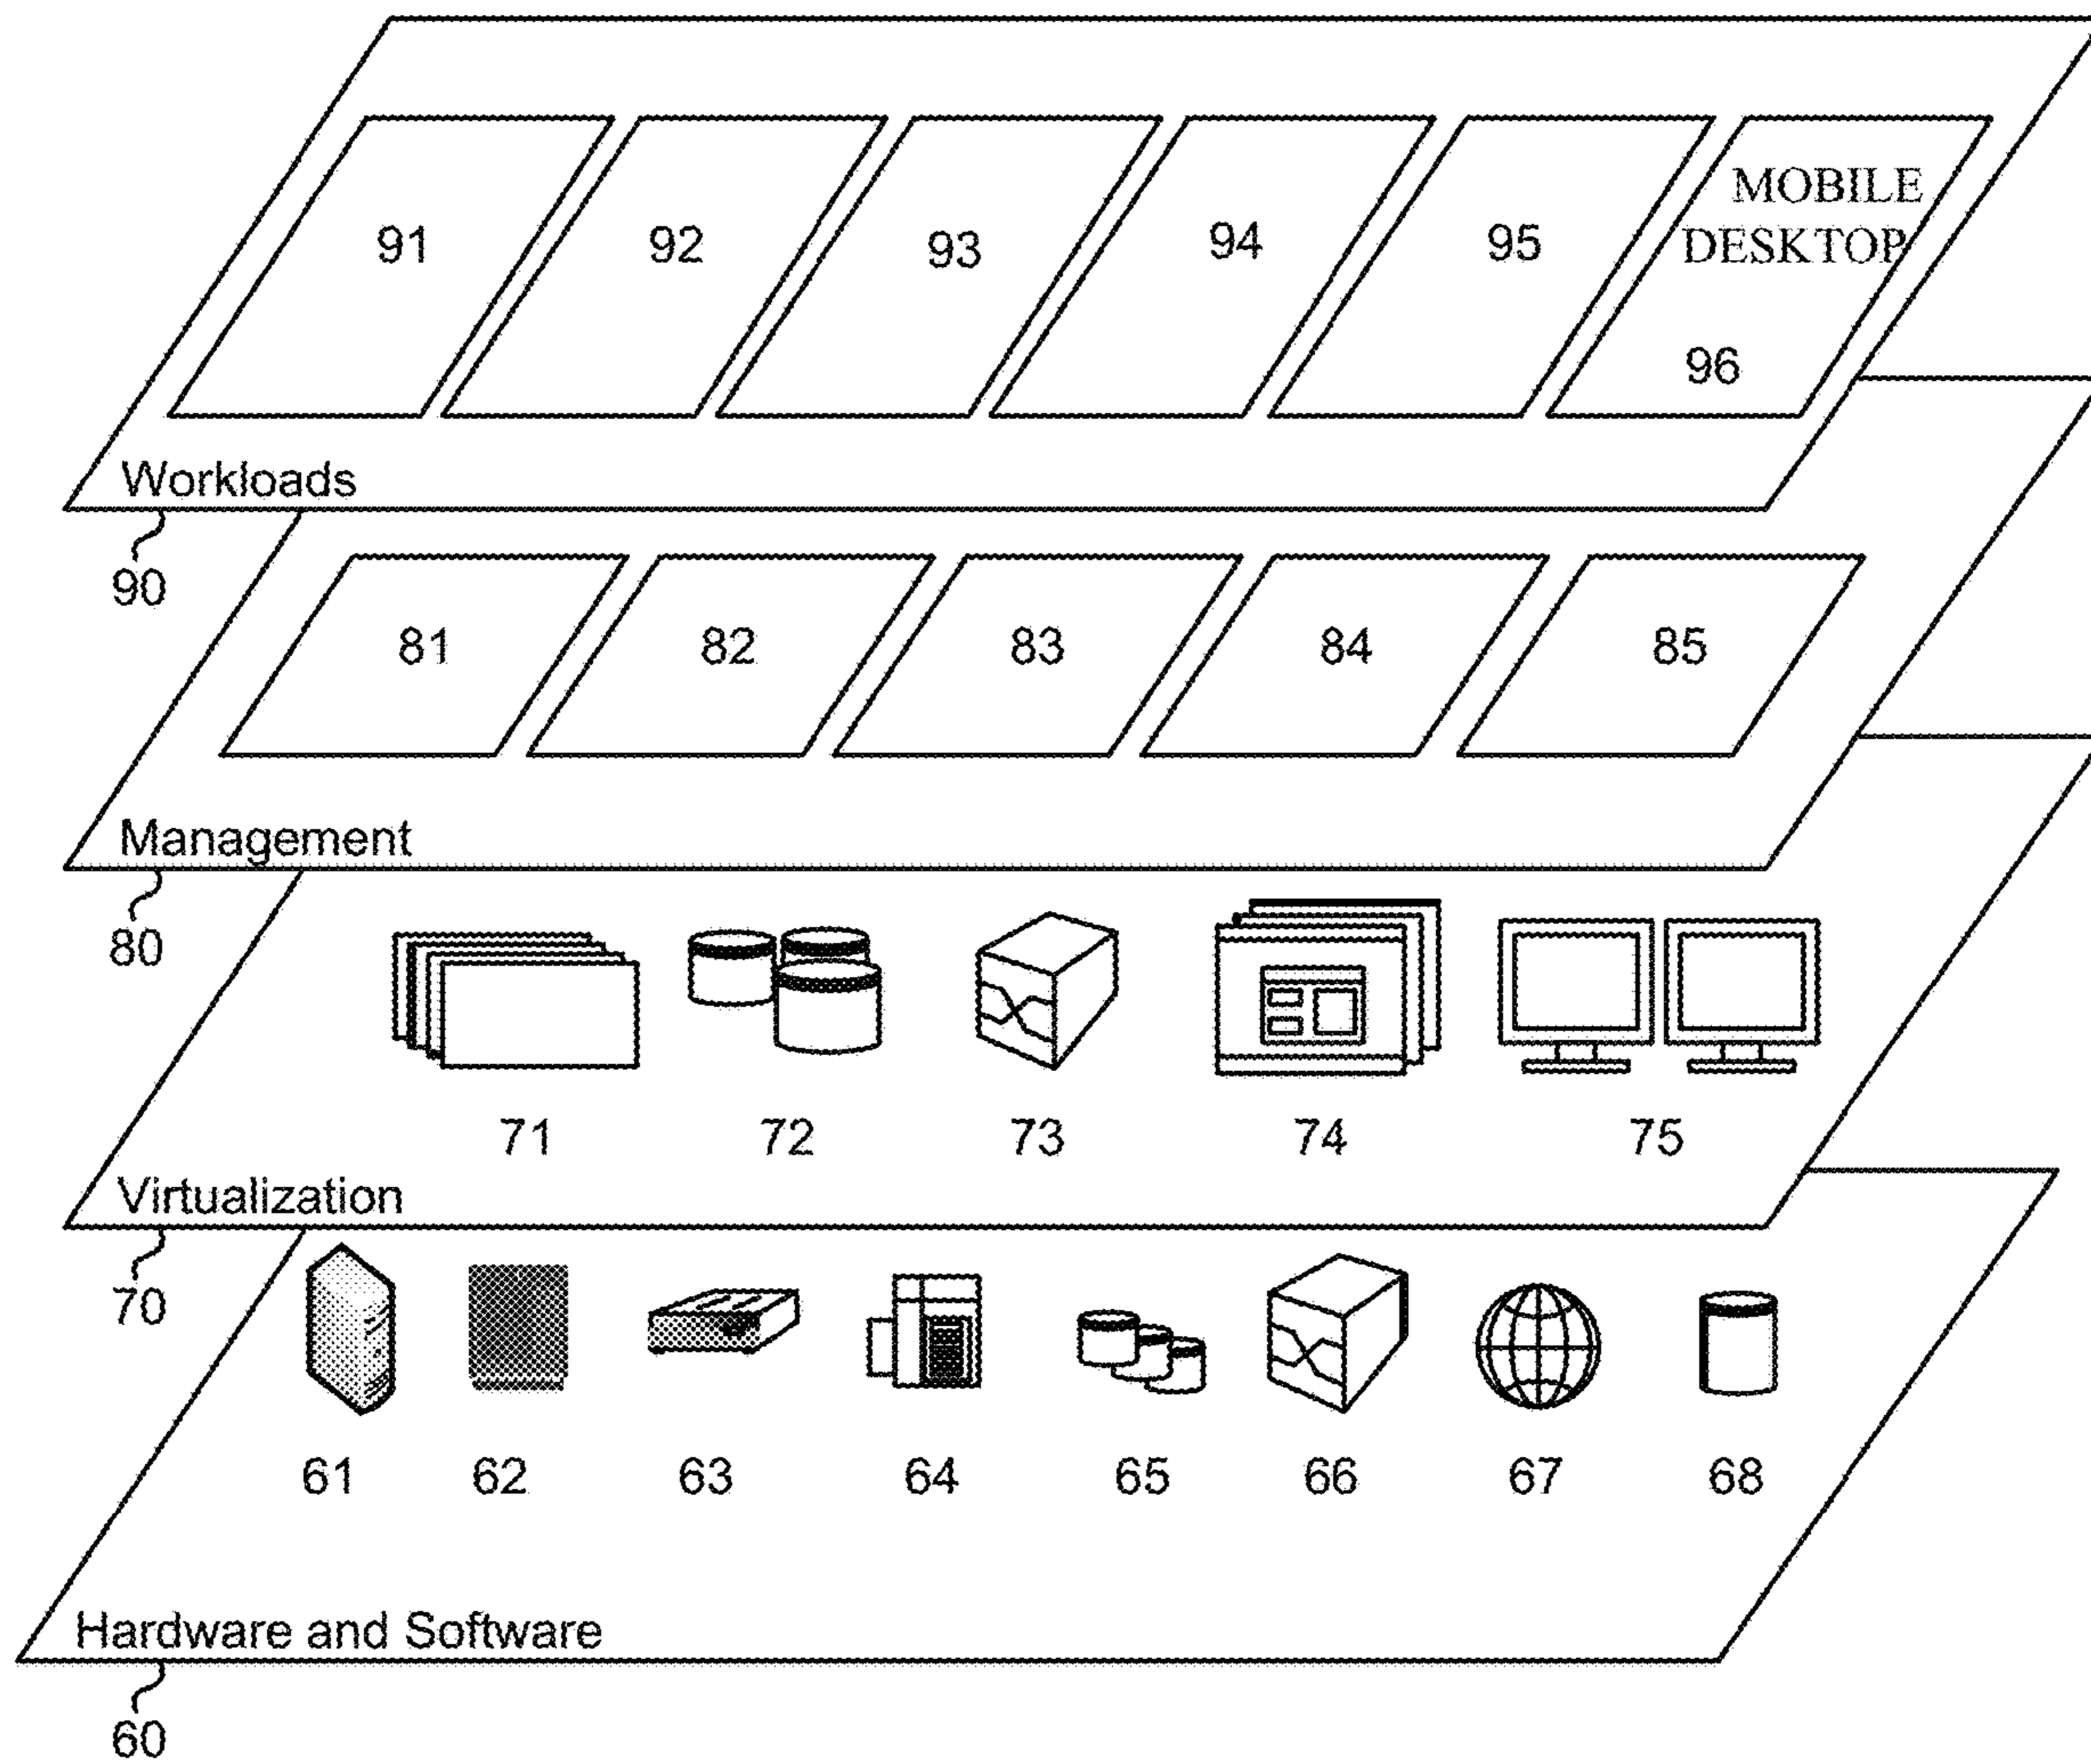 91 92 93 94 95 MOBILE
DESKTOP
96
Workloads
90
81 82 83 84 85
Management
80
71 72 73 74 75
Virtualization
70
61 62 63 64 65 66 67 68
Hardware and Software
60